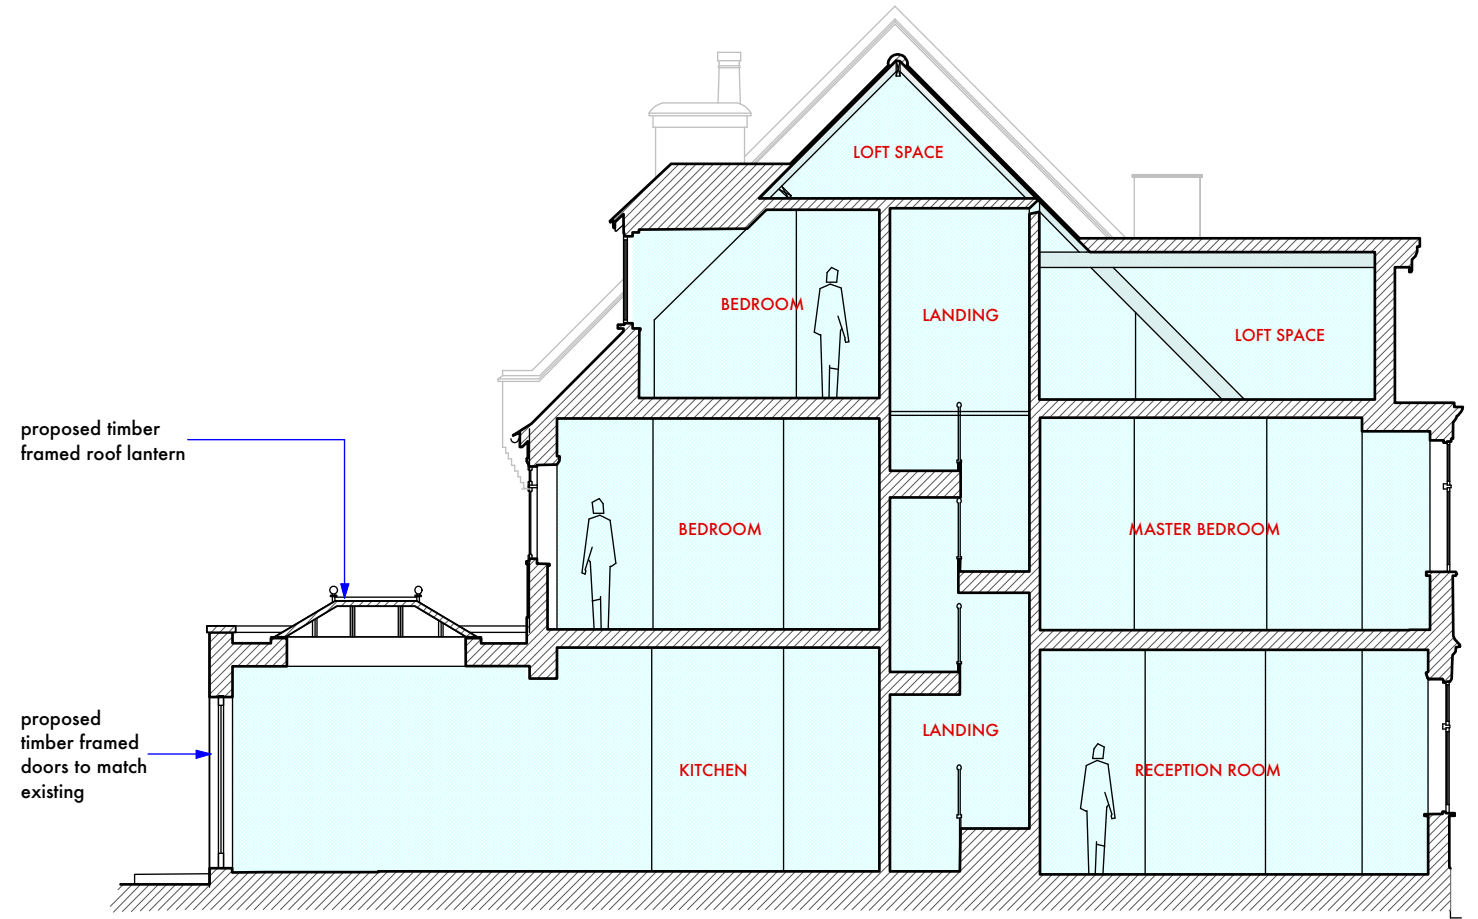 LOFT SPACE
BEDROOM
LANDING
LOFT SPACE
proposed timber
framed roof lantern
BEDROOM
MASTER BEDROOM
proposed
timber framed
doors to match
existing
KITCHEN
LANDING
RECEPTION ROOM